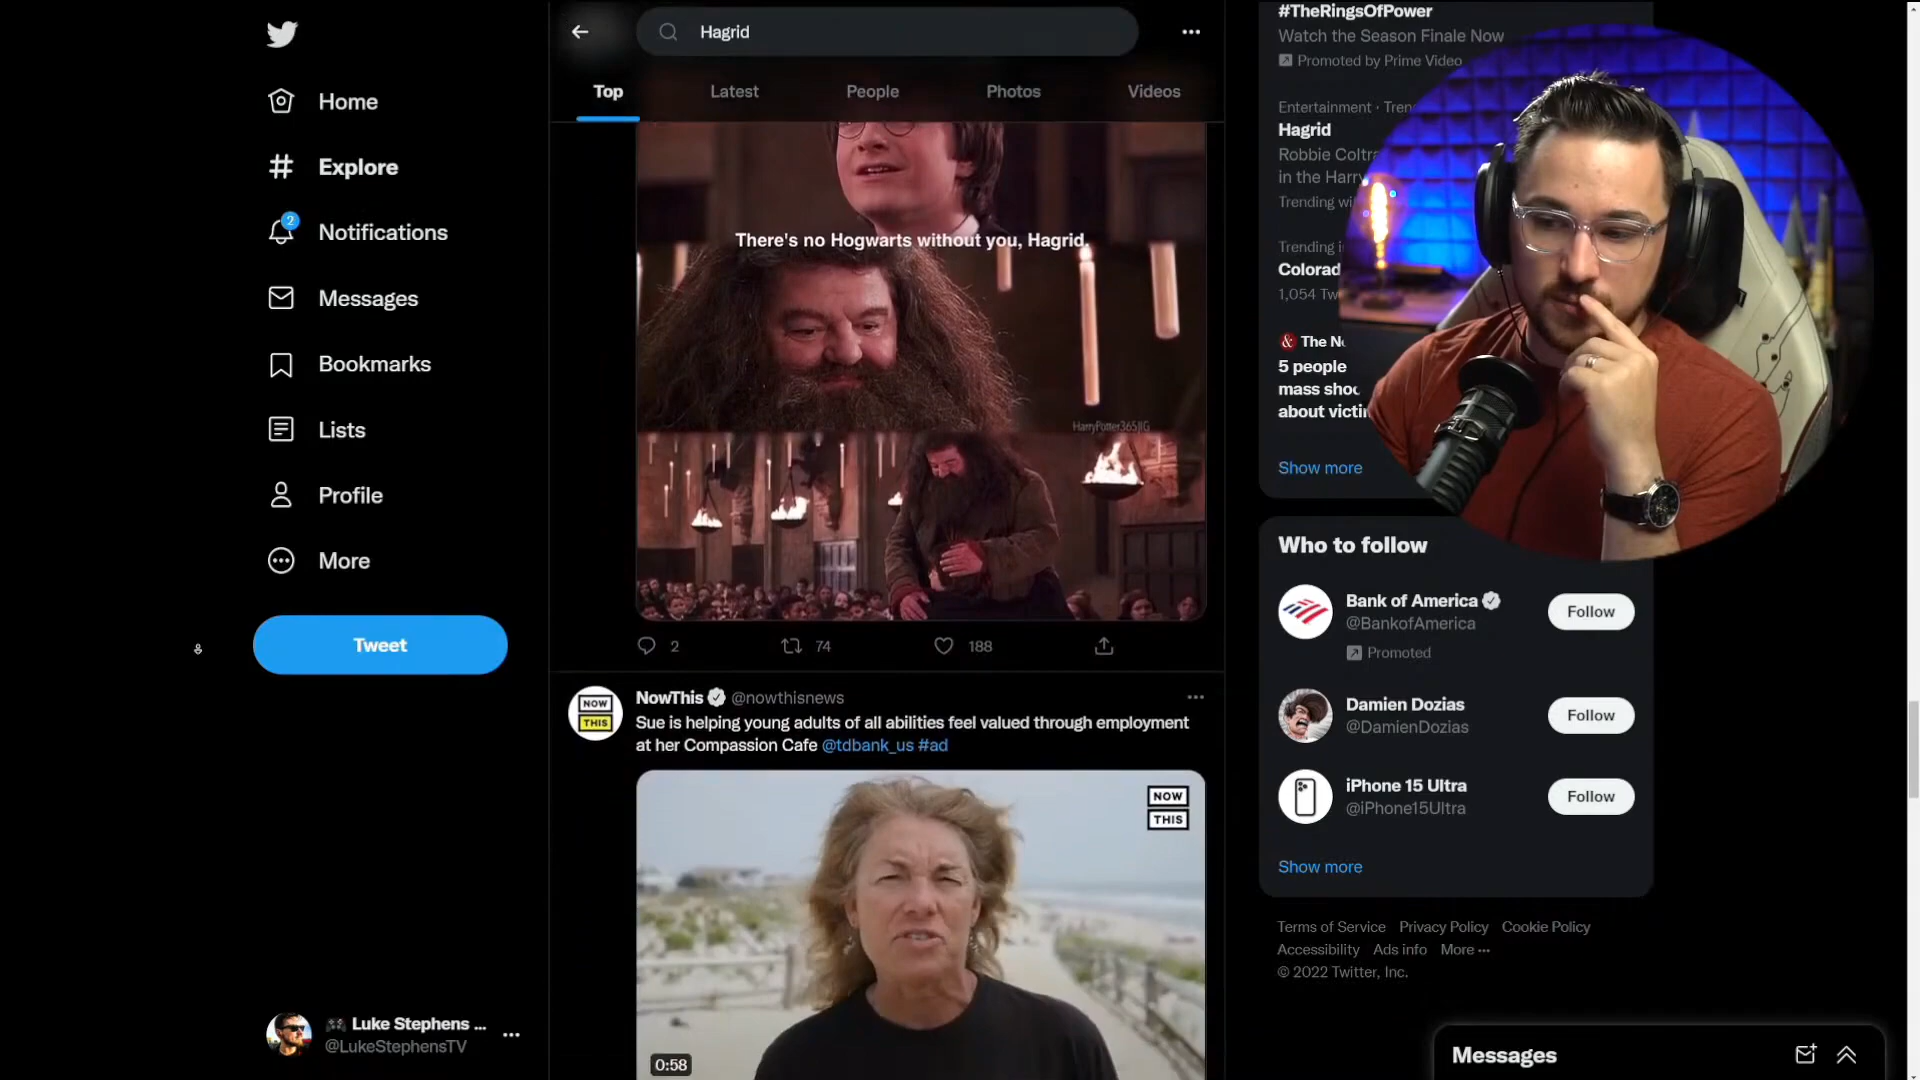 Home
Explore
2
Notifications
Messages
Bookmarks
Lists
Profile
More
Tweet
Luke Stephens ...
@LukeStephensTV
Hagrid
Top
Latest
People
Photos
Videos
There's no Hogwarts without you, Hagrid.
HarryPotter365JIG
2
74
188
NOW
THIS
NowThis @nowthisnews
Sue is helping young adults of all abilities feel valued through employment
at her Compassion Cafe @tdbank_us #ad
NOW
THIS
0:58
#TheRingsOfPower
Watch the Season Finale Now
Promoted by Prime Video
Entertainment · Tren
Hagrid
Robbie Coltr
in the Harry
Trending wi
Trending i
Colorad
1,054 Tw
& The N
5 people
mass shoo
about victi
Show more
Who to follow
Bank of America
@BankofAmerica
Promoted
Follow
Damien Dozias
@DamienDozias
Follow
iPhone 15 Ultra
@iPhone15Ultra
Follow
Show more
Terms of Service Privacy Policy Cookie Policy
Accessibility Ads info More ···
© 2022 Twitter, Inc.
Messages